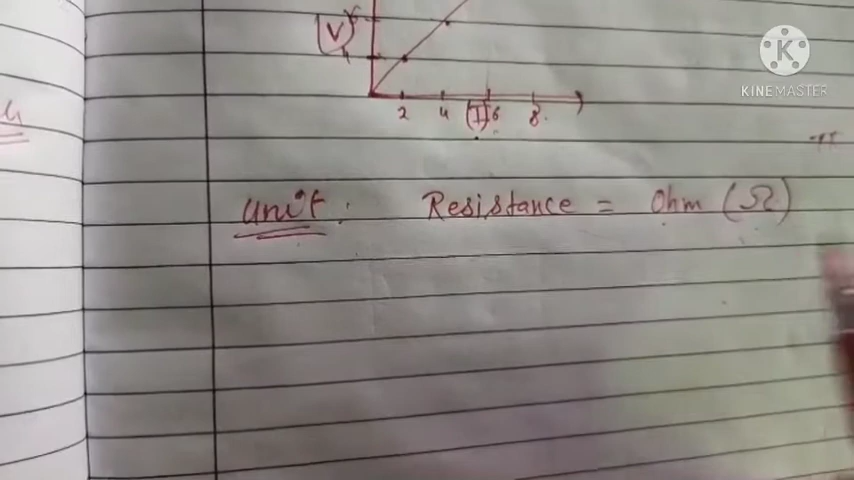 V
2 4 (I) 6 8
unit: Resistance = Ohm (Ω)
K
KINEMASTER